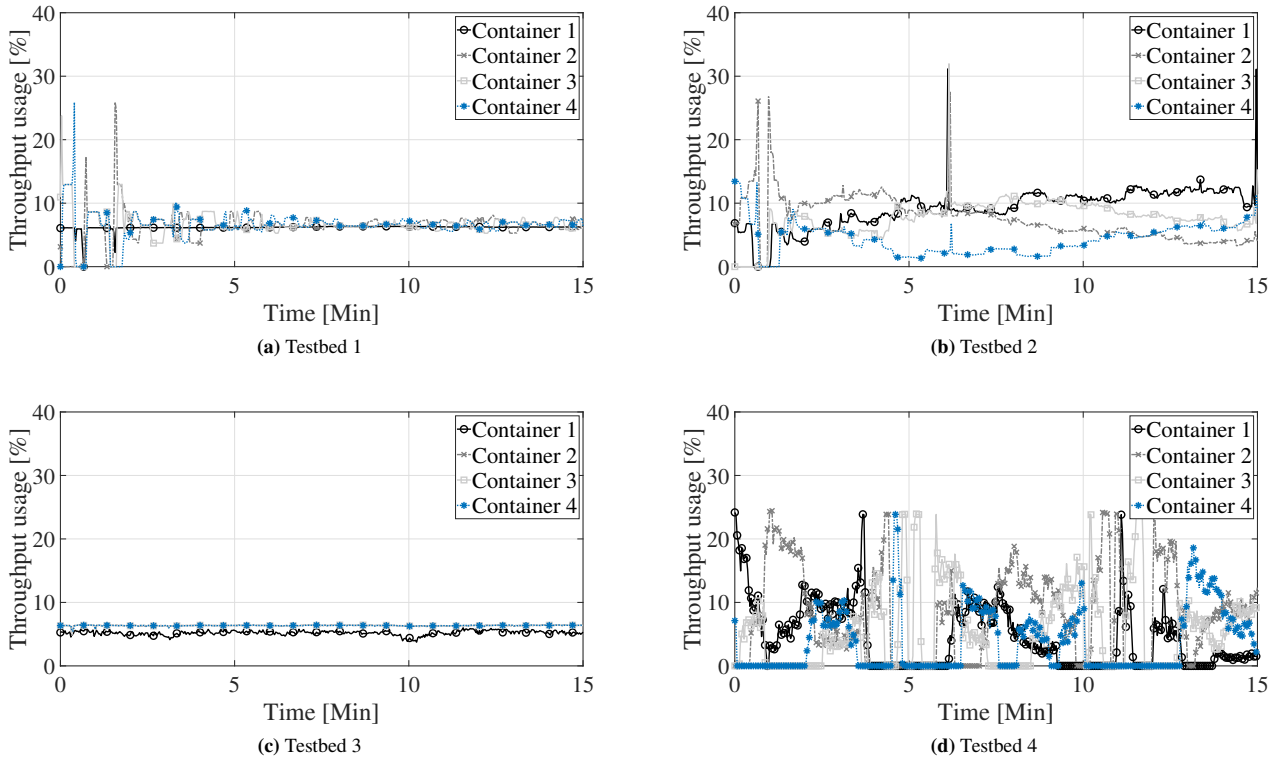 40
30
20
10
0
Throughput usage [%]
Container 1
Container 2
Container 3
Container 4
0 5 10 15
Time [Min]
(a) Testbed 1
40
30
20
10
0
Throughput usage [%]
Container 1
Container 2
Container 3
Container 4
0 5 10 15
Time [Min]
(b) Testbed 2
40
30
20
10
0
Throughput usage [%]
Container 1
Container 2
Container 3
Container 4
0 5 10 15
Time [Min]
(c) Testbed 3
40
30
20
10
0
Throughput usage [%]
Container 1
Container 2
Container 3
Container 4
0 5 10 15
Time [Min]
(d) Testbed 4